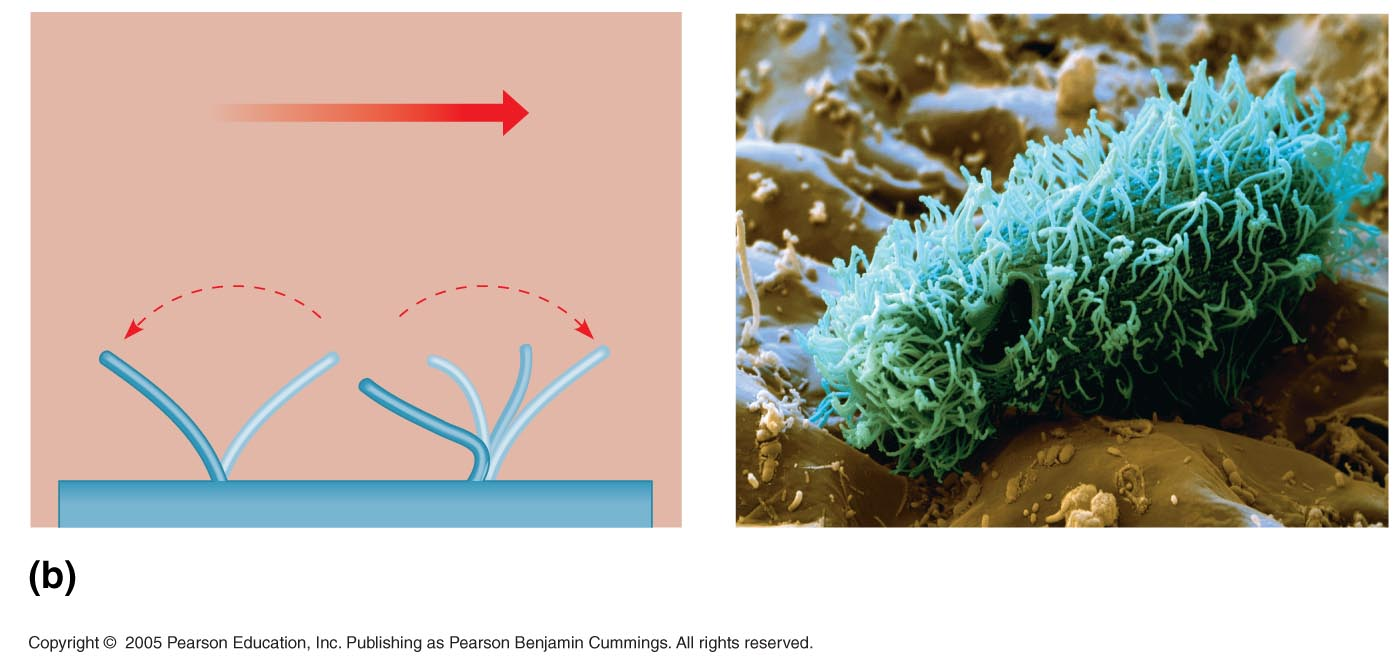 (b)
Copyright © 2005 Pearson Education, Inc. Publishing as Pearson Benjamin Cummings. All rights reserved.